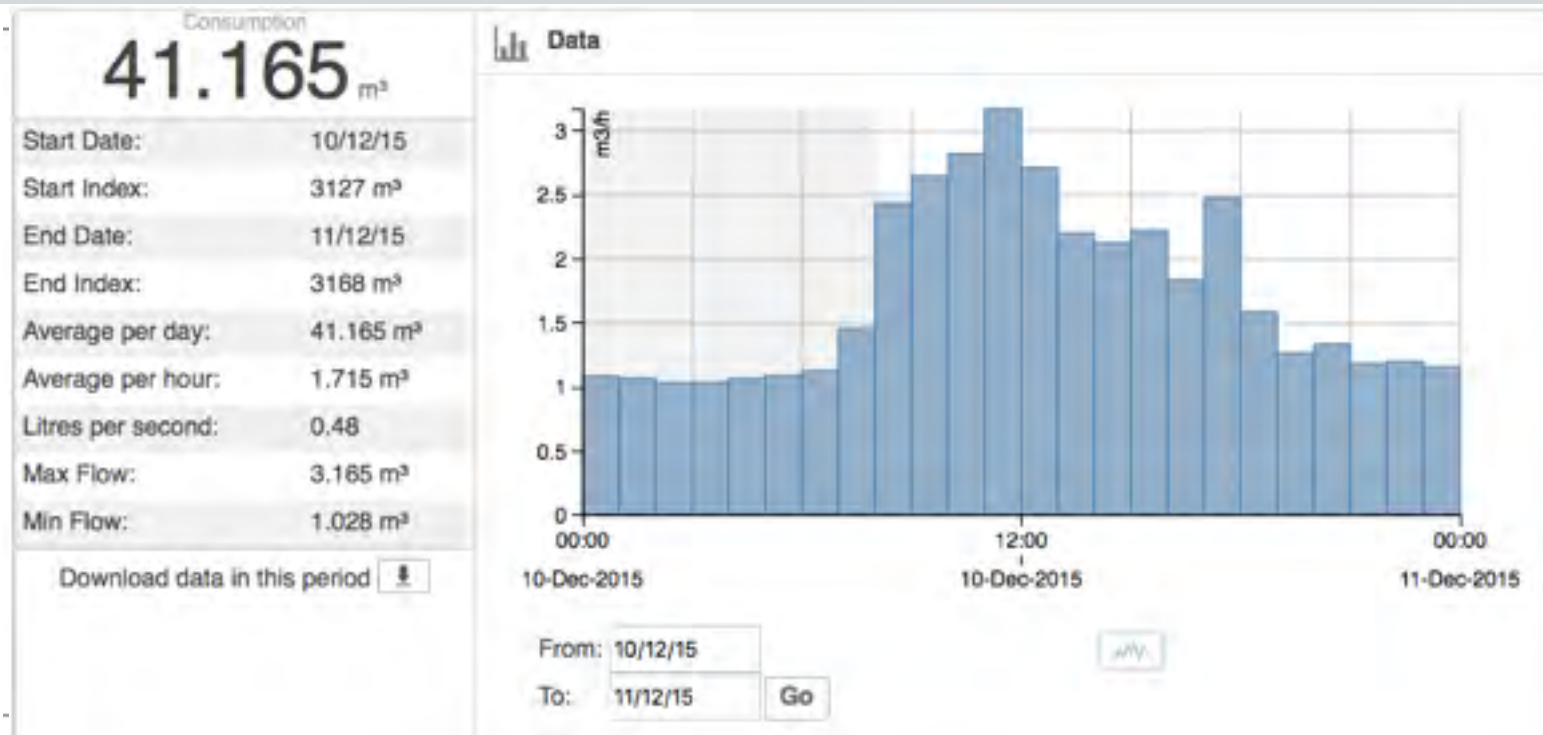 Consumption
41.165 m³
Start Date: 10/12/15
Start Index: 3127 m³
End Date: 11/12/15
End Index: 3168 m³
Average per day: 41.165 m³
Average per hour: 1.715 m³
Litres per second: 0.48
Max Flow: 3.165 m³
Min Flow: 1.028 m³
Download data in this period
Data
m3/h
3
2.5
2
1.5
1
0.5
0
00:00 12:00 00:00
10-Dec-2015 10-Dec-2015 11-Dec-2015
From: 10/12/15
To: 11/12/15 Go